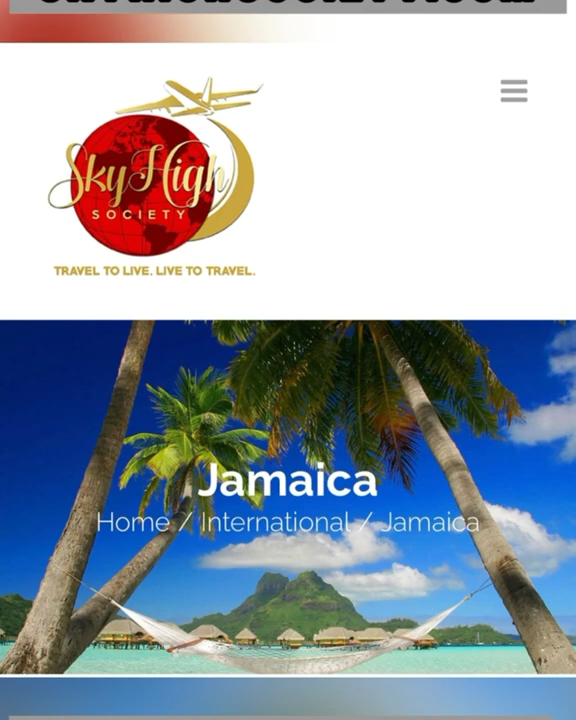 Sky High
SOCIETY
TRAVEL TO LIVE. LIVE TO TRAVEL.
Jamaica
Home / International / Jamaica